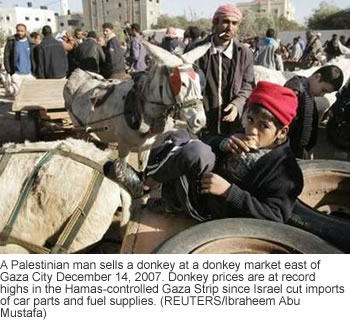 A Palestinian man sells a donkey at a donkey market east of
Gaza City December 14, 2007. Donkey prices are at record
highs in the Hamas-controlled Gaza Strip since Israel cut imports
of car parts and fuel supplies. (REUTERS/Ibraheem Abu
Mustafa)